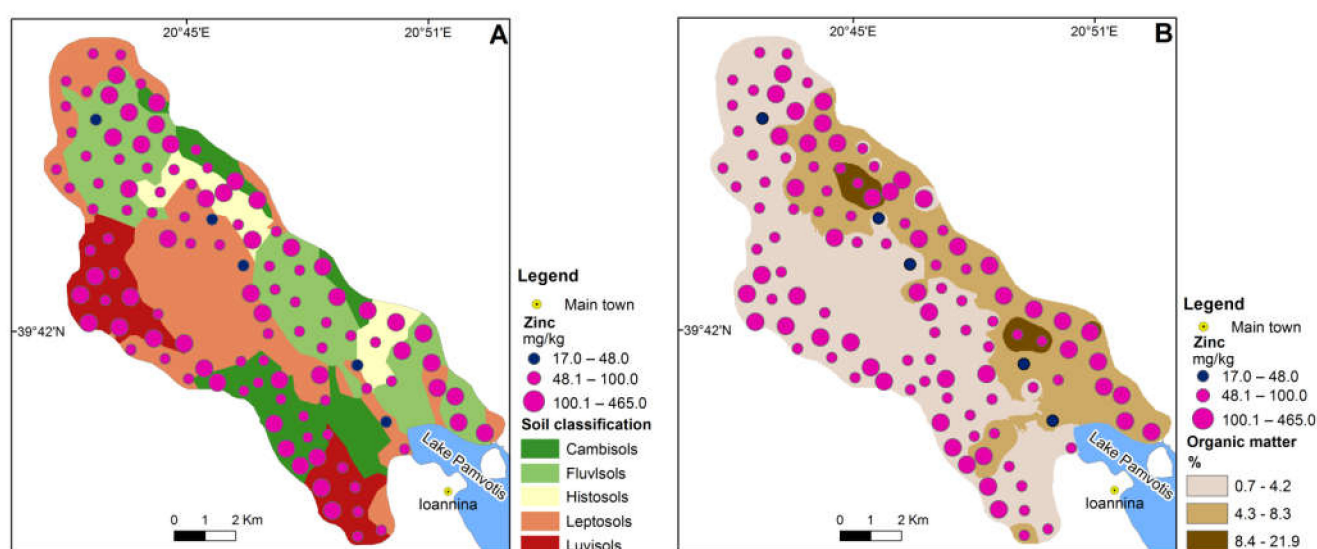 20°45'E
20°51'E
A
39°42'N
Legend
Main town
Zinc
mg/kg
17.0 – 48.0
48.1 – 100.0
100.1 – 465.0
Soil classification
Cambisols
Fluvisols
Histosols
Leptosols
Luvisols
Lake Pamvotis
Ioannina
0 1 2 Km
20°45'E
20°51'E
B
39°42'N
Legend
Main town
Zinc
mg/kg
17.0 – 48.0
48.1 – 100.0
100.1 – 465.0
Organic matter
%
0.7 - 4.2
4.3 - 8.3
8.4 - 21.9
Lake Pamvotis
Ioannina
0 1 2 Km